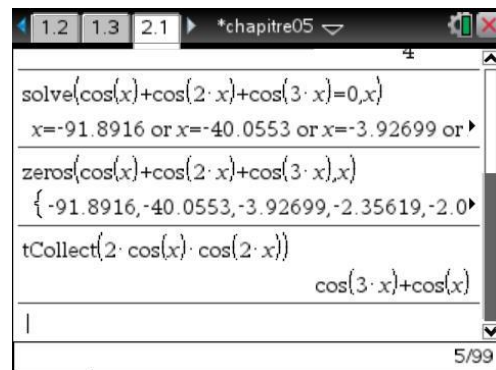 1.2 1.3 2.1 *chapitre05
4
solve(cos(x)+cos(2·x)+cos(3·x)=0,x)
x=-91.8916 or x=-40.0553 or x=-3.92699 or
zeros(cos(x)+cos(2·x)+cos(3·x),x)
{-91.8916,-40.0553,-3.92699,-2.35619,-2.0
tCollect(2·cos(x)·cos(2·x))
cos(3·x)+cos(x)
5/99